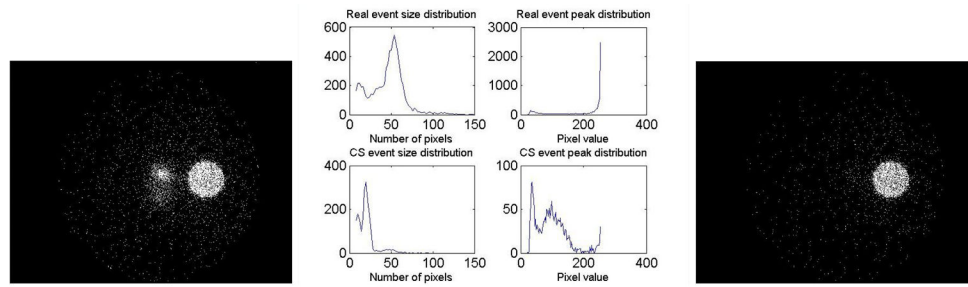 Real event size distribution
600
400
200
0
0 50 100 150
Number of pixels
Real event peak distribution
3000
2000
1000
0
0 200 400
Pixel value
CS event size distribution
400
200
0
0 50 100 150
Number of pixels
CS event peak distribution
100
50
0
0 200 400
Pixel value